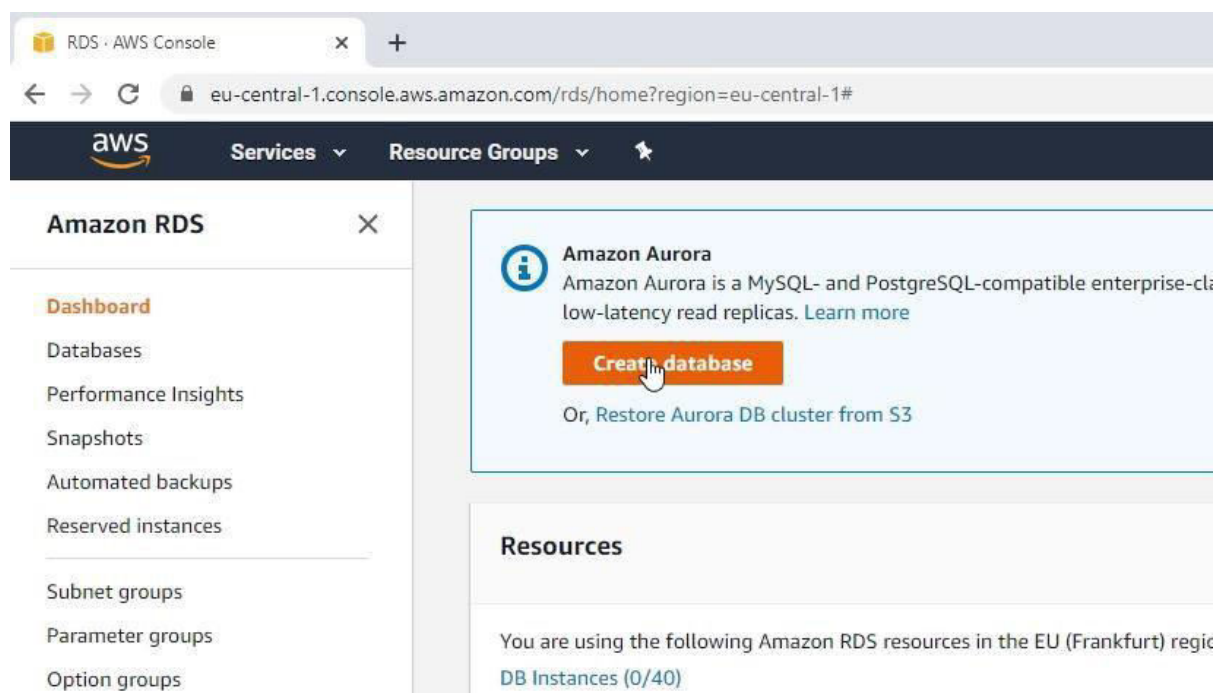 RDS · AWS Console
eu-central-1.console.aws.amazon.com/rds/home?region=eu-central-1#
aws
Services
Resource Groups
Amazon RDS
Dashboard
Databases
Performance Insights
Snapshots
Automated backups
Reserved instances
Subnet groups
Parameter groups
Option groups
Amazon Aurora
Amazon Aurora is a MySQL- and PostgreSQL-compatible enterprise-cla
low-latency read replicas. Learn more
Create database
Or, Restore Aurora DB cluster from S3
Resources
You are using the following Amazon RDS resources in the EU (Frankfurt) regio
DB Instances (0/40)